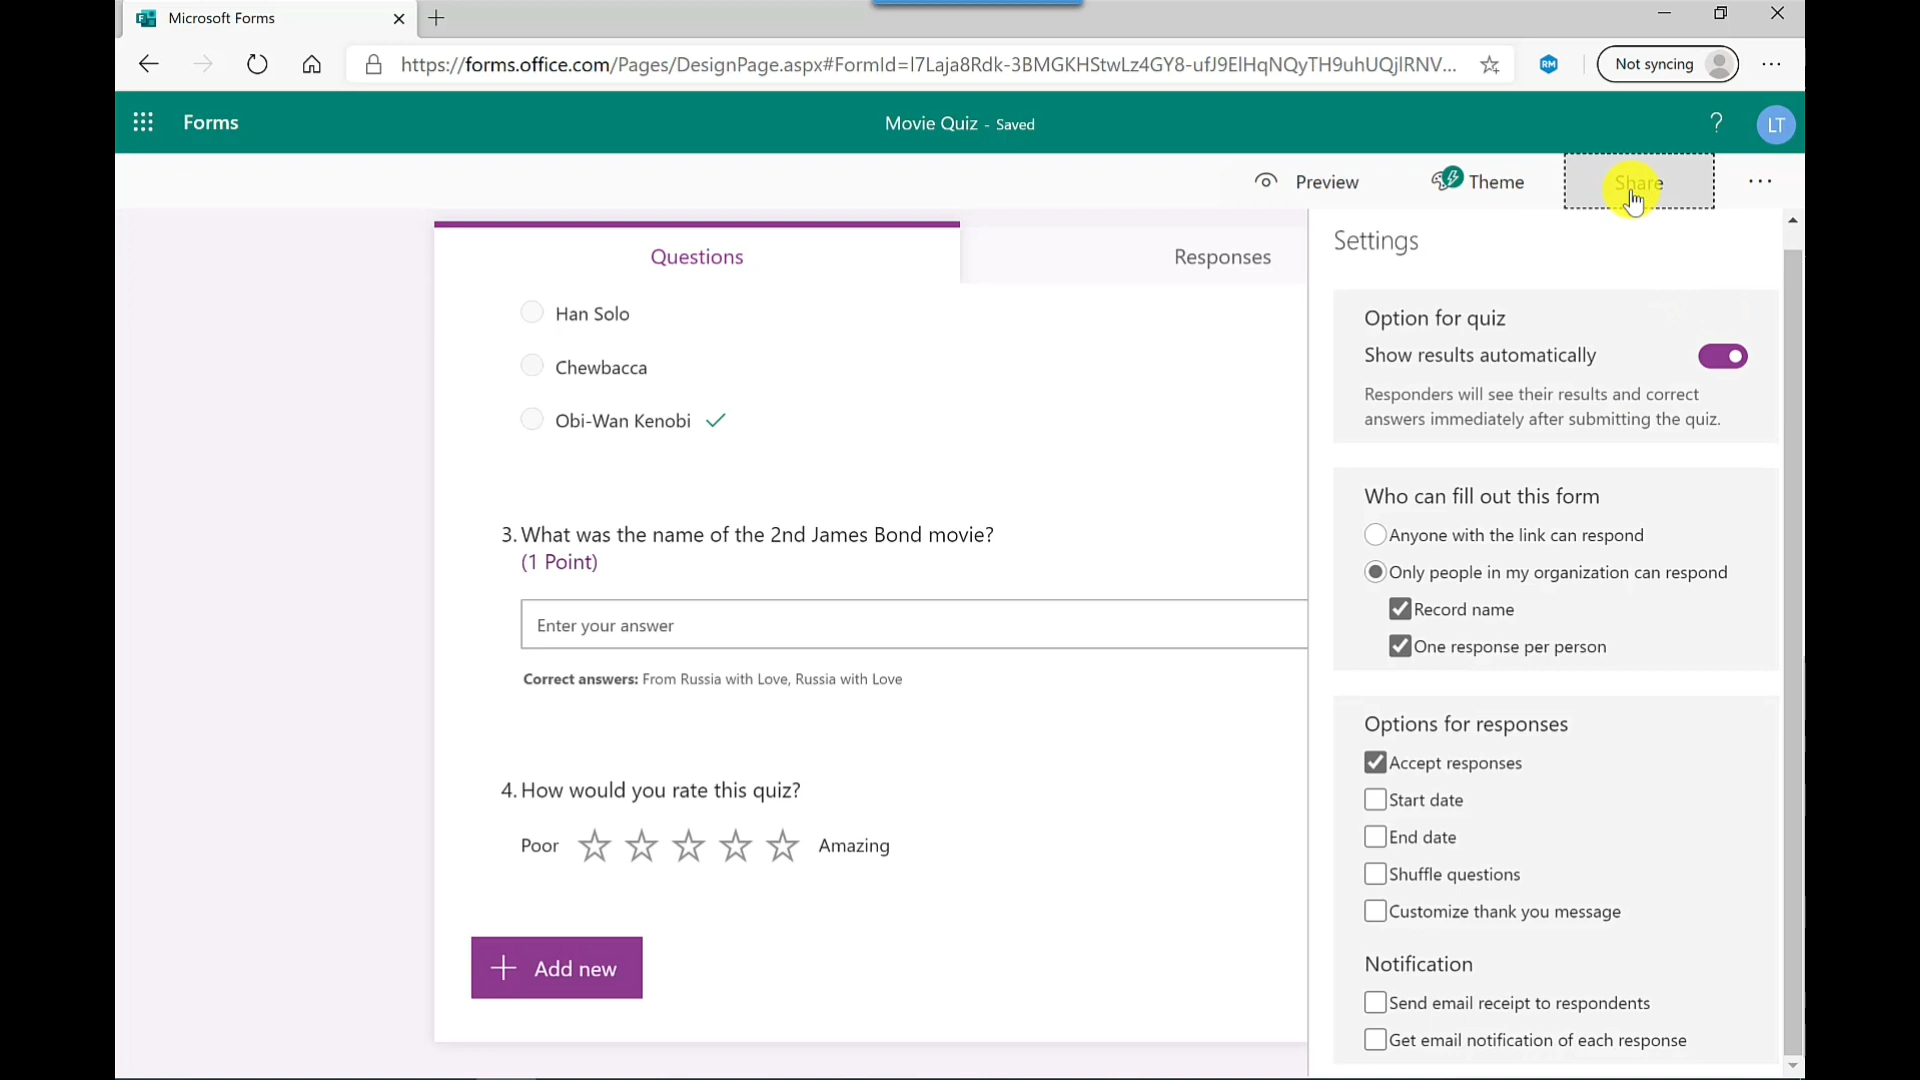 Microsoft Forms
https://forms.office.com/Pages/DesignPage.aspx#FormId=I7Laja8Rdk-3BMGKHStwLz4GY8-ufJ9ElHqNQyTH9uhUQjlRNV...
RM
Not syncing
Forms
Movie Quiz - Saved
?
LT
Preview
Theme
Share
Questions
Responses
Han Solo
Chewbacca
Obi-Wan Kenobi
3. What was the name of the 2nd James Bond movie?
(1 Point)
Enter your answer
Correct answers: From Russia with Love, Russia with Love
4. How would you rate this quiz?
Poor
Amazing
Add new
Settings
Option for quiz
Show results automatically
Responders will see their results and correct
answers immediately after submitting the quiz.
Who can fill out this form
Anyone with the link can respond
Only people in my organization can respond
Record name
One response per person
Options for responses
Accept responses
Start date
End date
Shuffle questions
Customize thank you message
Notification
Send email receipt to respondents
Get email notification of each response